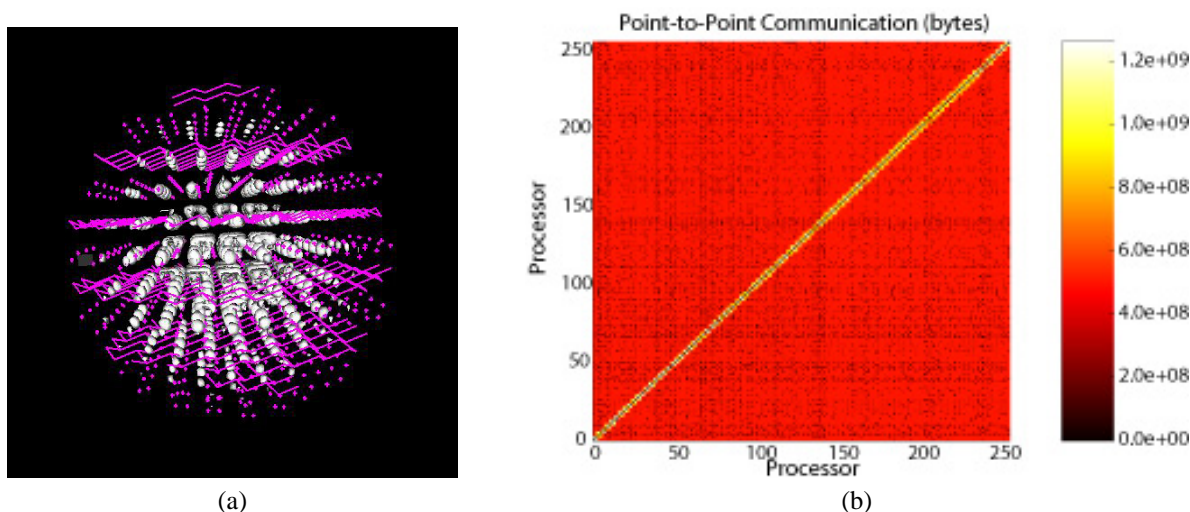 Point-to-Point Communication (bytes)
250
200
150
100
50
0
Processor
0 50 100 150 200 250
Processor
1.2e+09
1.0e+09
8.0e+08
6.0e+08
4.0e+08
2.0e+08
0.0e+00
(a)
(b)